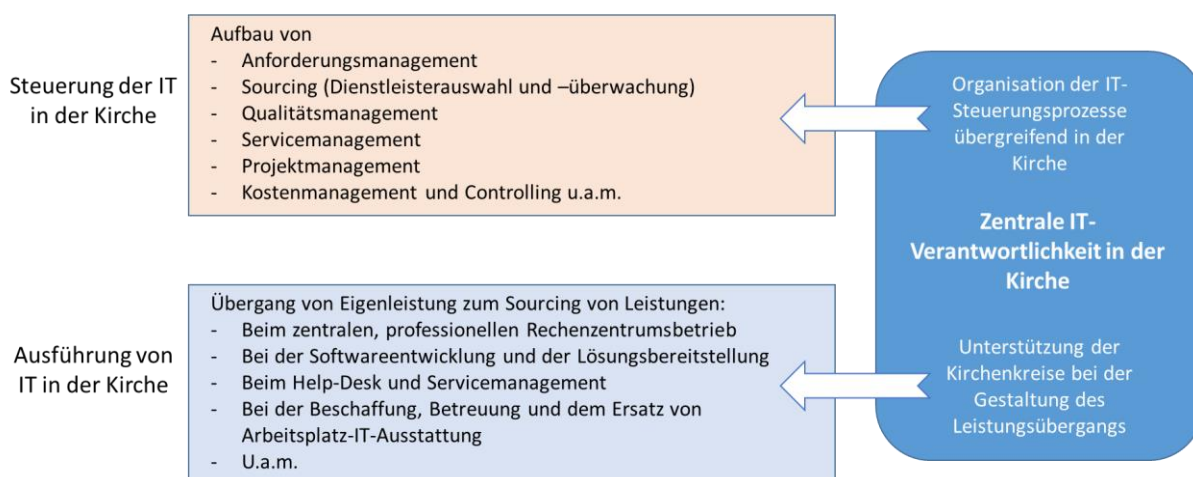 Steuerung der IT
in der Kirche
Aufbau von
- Anforderungsmanagement
- Sourcing (Dienstleisterauswahl und –überwachung)
- Qualitätsmanagement
- Servicemanagement
- Projektmanagement
- Kostenmanagement und Controlling u.a.m.
Organisation der IT-
Steuerungsprozesse
übergreifend in der
Kirche
Zentrale IT-
Verantwortlichkeit in der
Kirche
Ausführung von
IT in der Kirche
Übergang von Eigenleistung zum Sourcing von Leistungen:
- Beim zentralen, professionellen Rechenzentrumsbetrieb
- Bei der Softwareentwicklung und der Lösungsbereitstellung
- Beim Help-Desk und Servicemanagement
- Bei der Beschaffung, Betreuung und dem Ersatz von
Arbeitsplatz-IT-Ausstattung
- U.a.m.
Unterstützung der
Kirchenkreise bei der
Gestaltung des
Leistungsübergangs